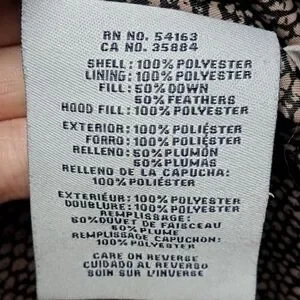 RN NO. 54163
CA NO. 35884
SHELL: 100% POLYESTER
LINING: 100% POLYESTER
FILL: 50% DOWN
50% FEATHERS
HOOD FILL: 100% POLYESTER
EXTERIOR: 100% POLIÉSTER
FORRO: 100% POLIÉSTER
RELLENO: 50% PLUMÓN
50% PLUMAS
RELLENO DE LA CAPUCHA:
100% POLIÉSTER
EXTÉRIEUR: 100% POLYESTER
DOUBLURE: 100% POLYESTER
REMPLISSAGE:
50% DUVET DE FAISCEAU
50% PLUME
REMPLISSAGE CAPUCHON:
100% POLYESTER
CARE ON REVERSE
CUIDADO AL REVERSO
SOIN SUR L'INVERSE